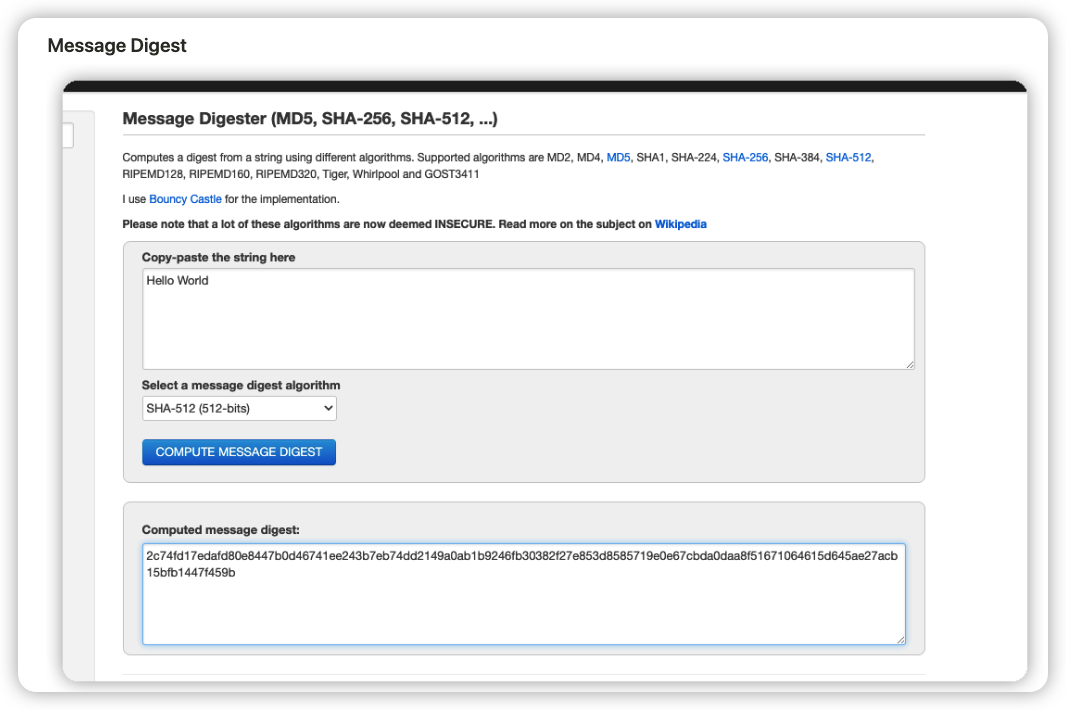 Message Digest
Message Digester (MD5, SHA-256, SHA-512, ...)
Computes a digest from a string using different algorithms. Supported algorithms are MD2, MD4, MD5, SHA1, SHA-224, SHA-256, SHA-384, SHA-512,
RIPEMD128, RIPEMD160, RIPEMD320, Tiger, Whirlpool and GOST3411
I use Bouncy Castle for the implementation.
Please note that a lot of these algorithms are now deemed INSECURE. Read more on the subject on Wikipedia
Copy-paste the string here
Hello World
Select a message digest algorithm
SHA-512 (512-bits)
COMPUTE MESSAGE DIGEST
Computed message digest:
2c74fd17edafd80e8447b0d46741ee243b7eb74dd2149a0ab1b9246fb30382f27e853d8585719e0e67cbda0daa8f51671064615d645ae27acb
15bfb1447f459b